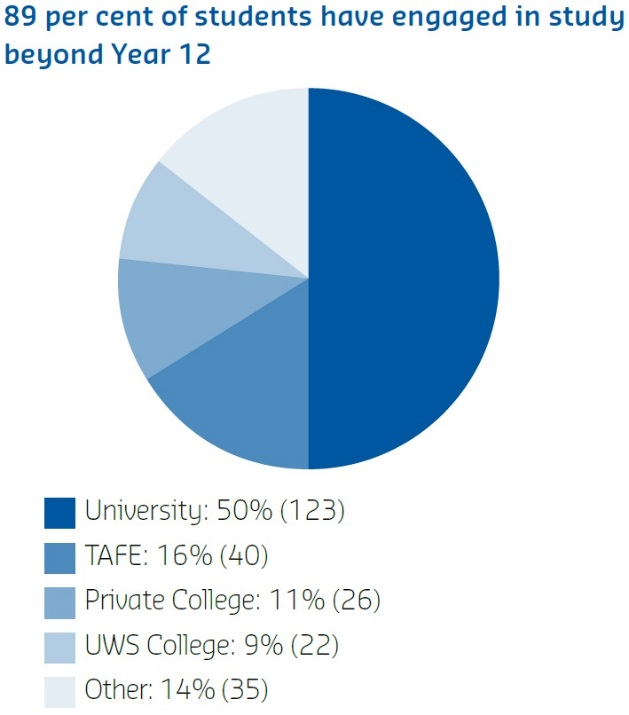 89 per cent of students have engaged in study
beyond Year 12
University: 50% (123)
TAFE: 16% (40)
Private College: 11% (26)
UWS College: 9% (22)
Other: 14% (35)